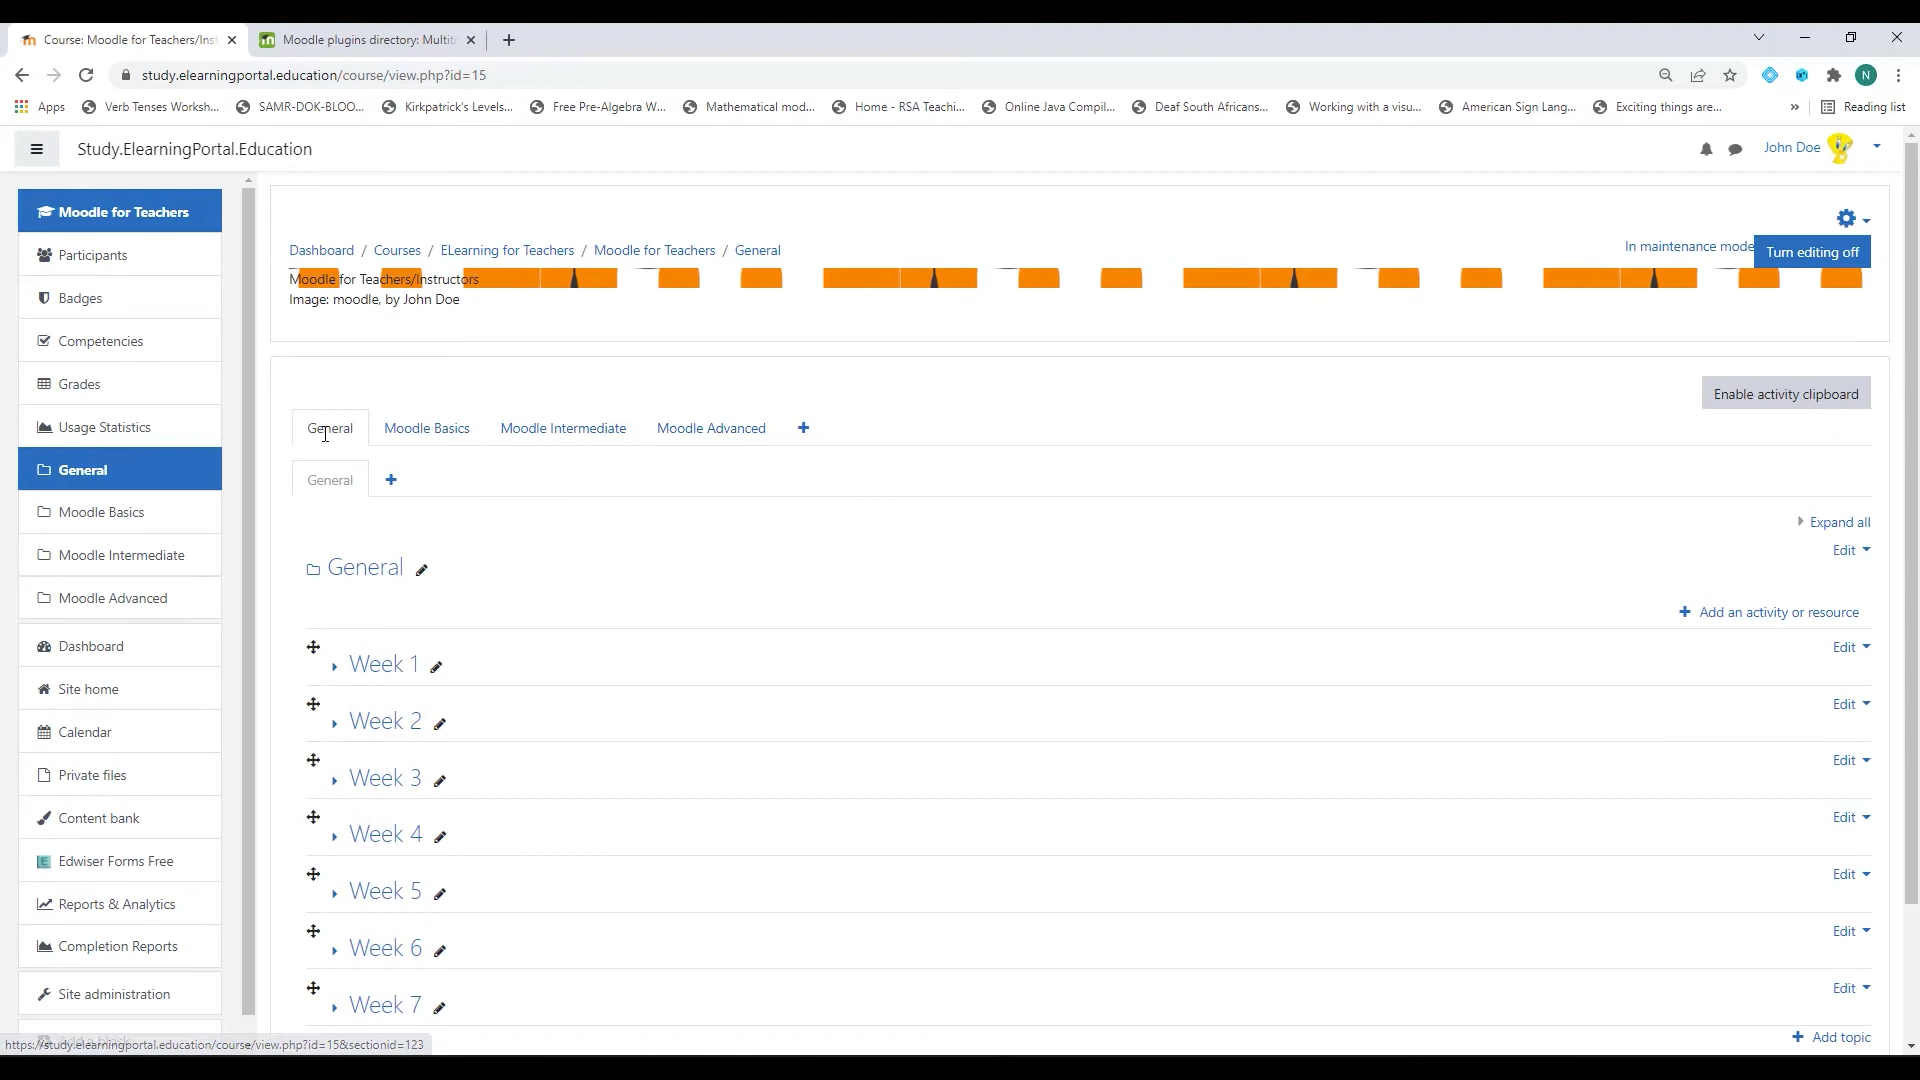 Course: Moodle for Teachers/Inst
Moodle plugins directory: Multit
study.elearningportal.education/course/view.php?id=15
N
Apps
Verb Tenses Worksh...
SAMR-DOK-BLOO...
Kirkpatrick's Levels...
Free Pre-Algebra W...
Mathematical mod...
Home - RSA Teachi...
Online Java Compil...
Deaf South Africans...
Working with a visu...
American Sign Lang...
Exciting things are...
Reading list
Study.ElearningPortal.Education
John Doe
Moodle for Teachers
Participants
Badges
Competencies
Grades
Usage Statistics
General
Moodle Basics
Moodle Intermediate
Moodle Advanced
Dashboard
Site home
Calendar
Private files
Content bank
Edwiser Forms Free
Reports & Analytics
Completion Reports
Site administration
Dashboard / Courses / ELearning for Teachers / Moodle for Teachers / General
In maintenance mode
Turn editing off
Moodle for Teachers/Instructors
Image: moodle, by John Doe
Enable activity clipboard
General Moodle Basics Moodle Intermediate Moodle Advanced
General
Expand all
Edit
General
Add an activity or resource
Week 1 Edit
Week 2 Edit
Week 3 Edit
Week 4 Edit
Week 5 Edit
Week 6 Edit
Week 7 Edit
Add topic
https://study.elearningportal.education/course/view.php?id=15&sectionid=123